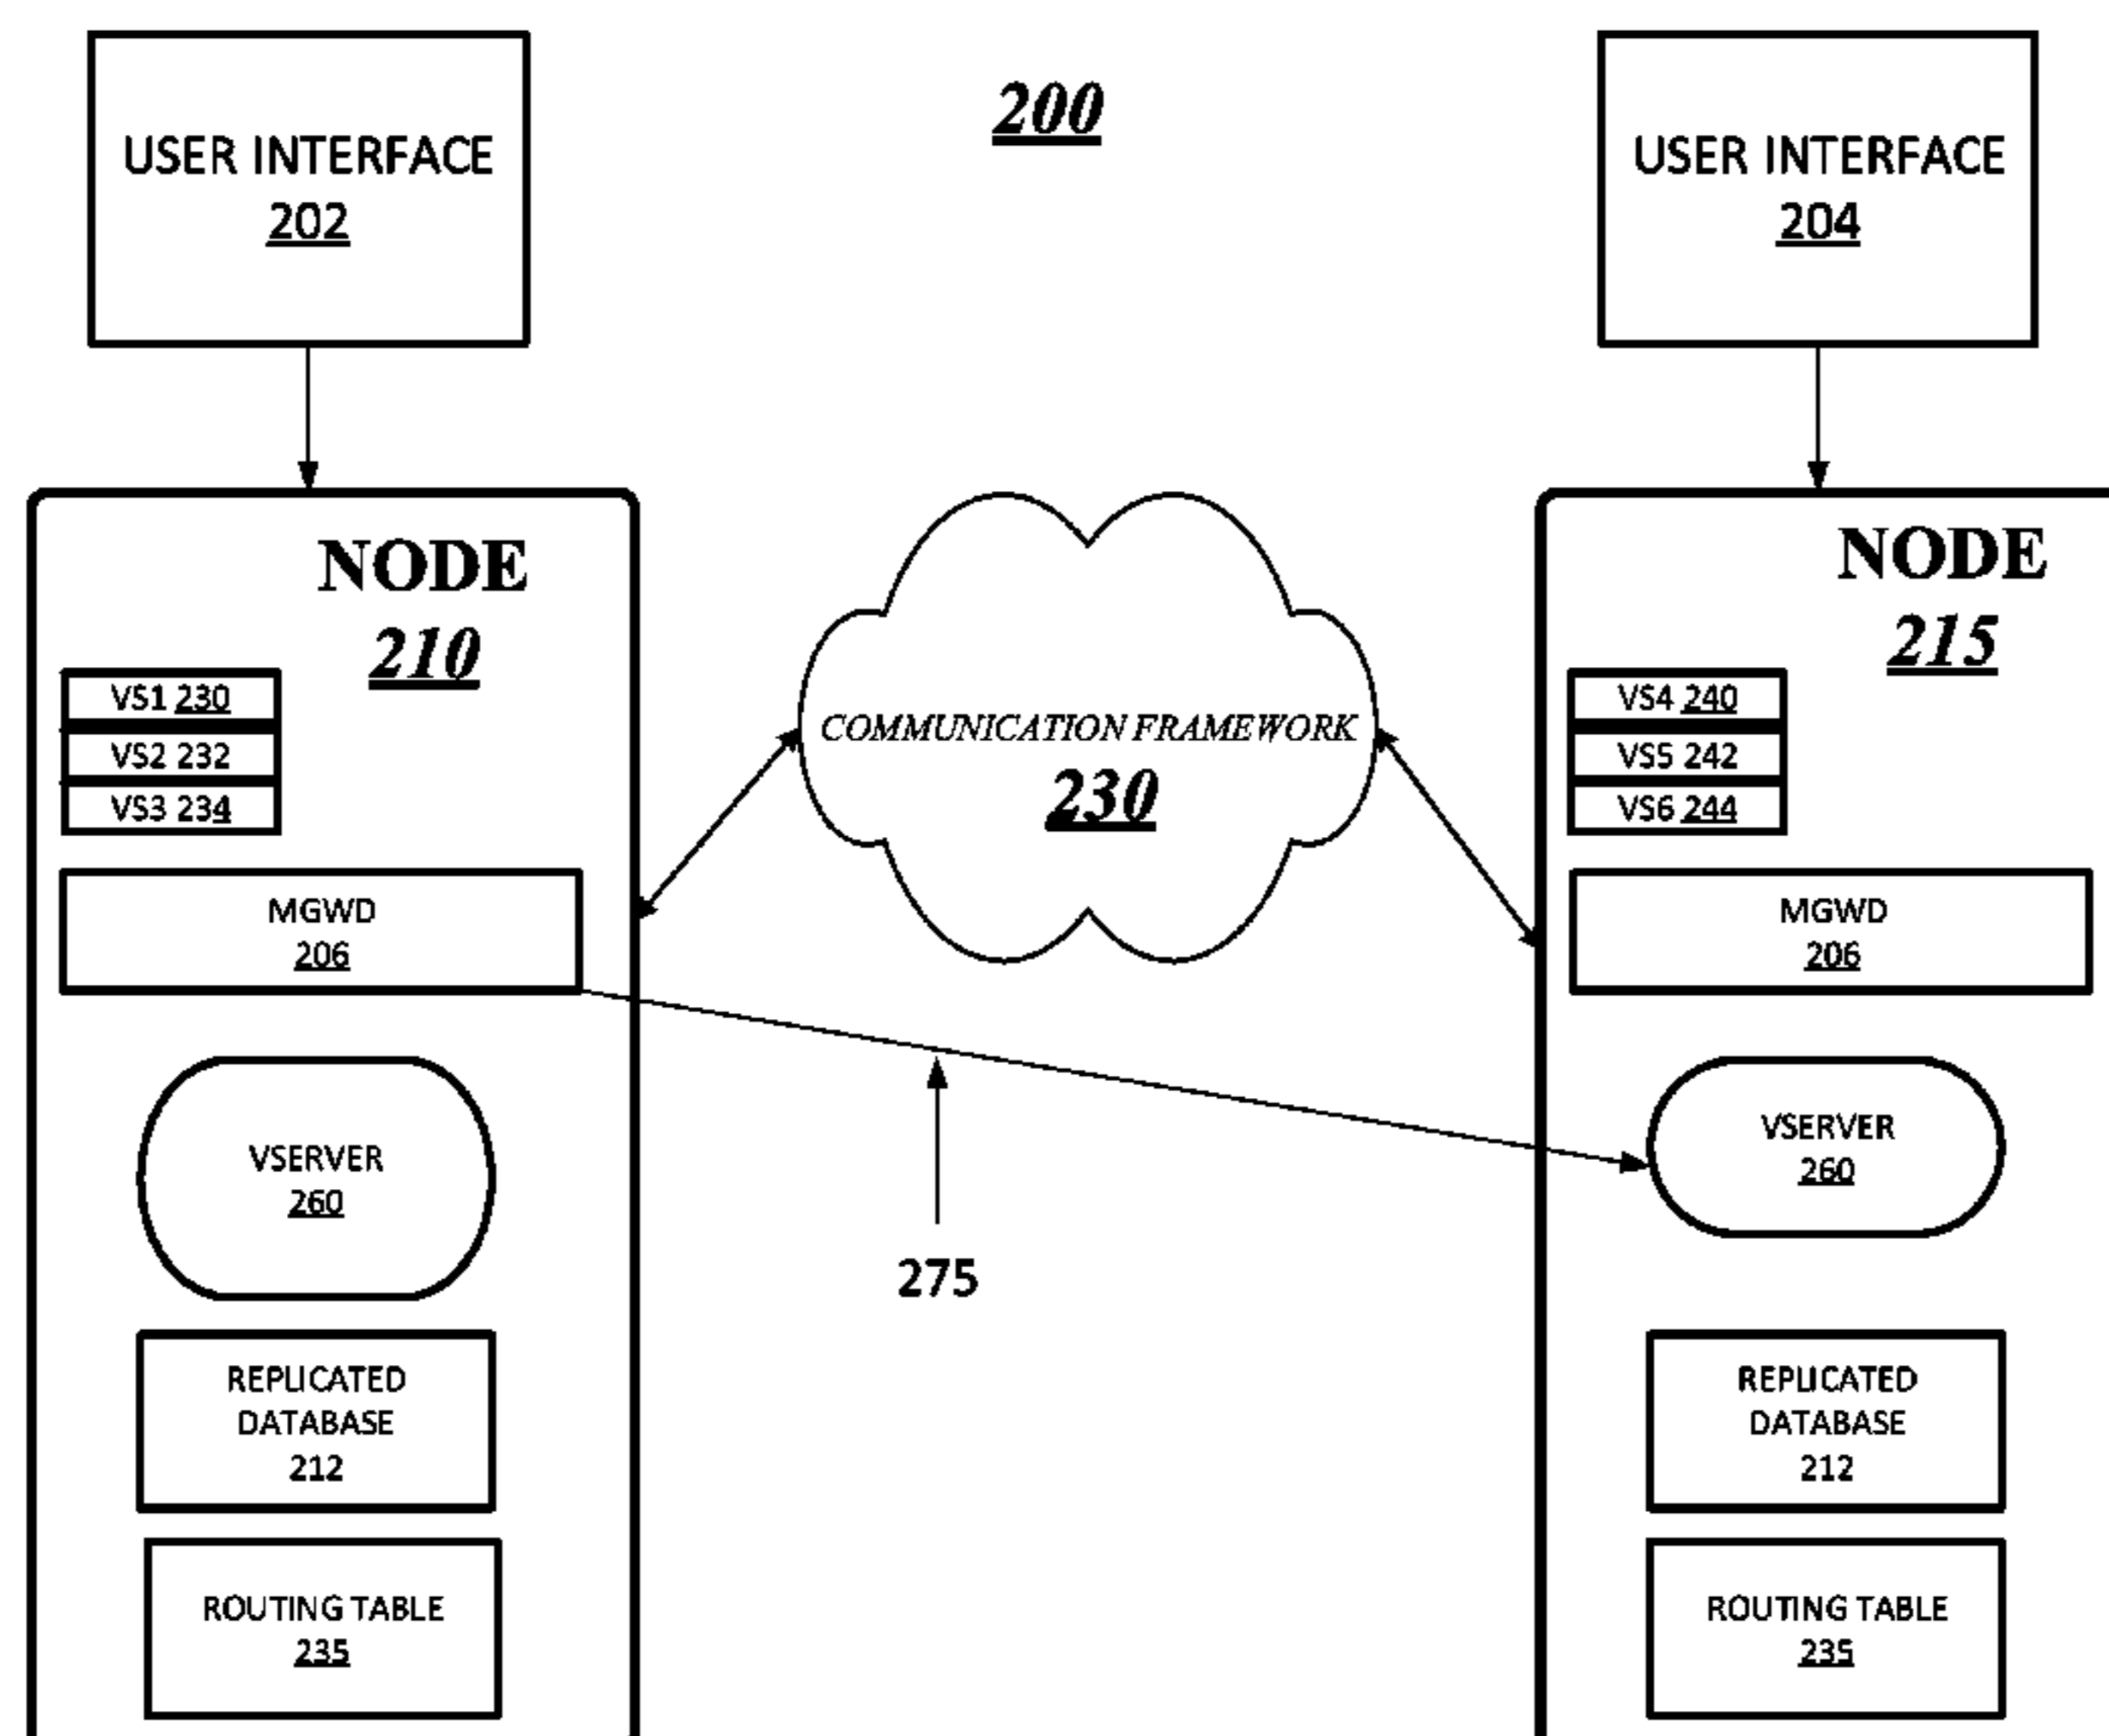 USER INTERFACE
202
200
USER INTERFACE
204
NODE
210
VS1 230
VS2 232
VS3 234
MGWD
206
VSERVER
260
REPLICATED
DATABASE
212
ROUTING TABLE
235
COMMUNICATION FRAMEWORK
230
275
NODE
215
VS4 240
VS5 242
VS6 244
MGWD
206
VSERVER
260
REPLICATED
DATABASE
212
ROUTING TABLE
235